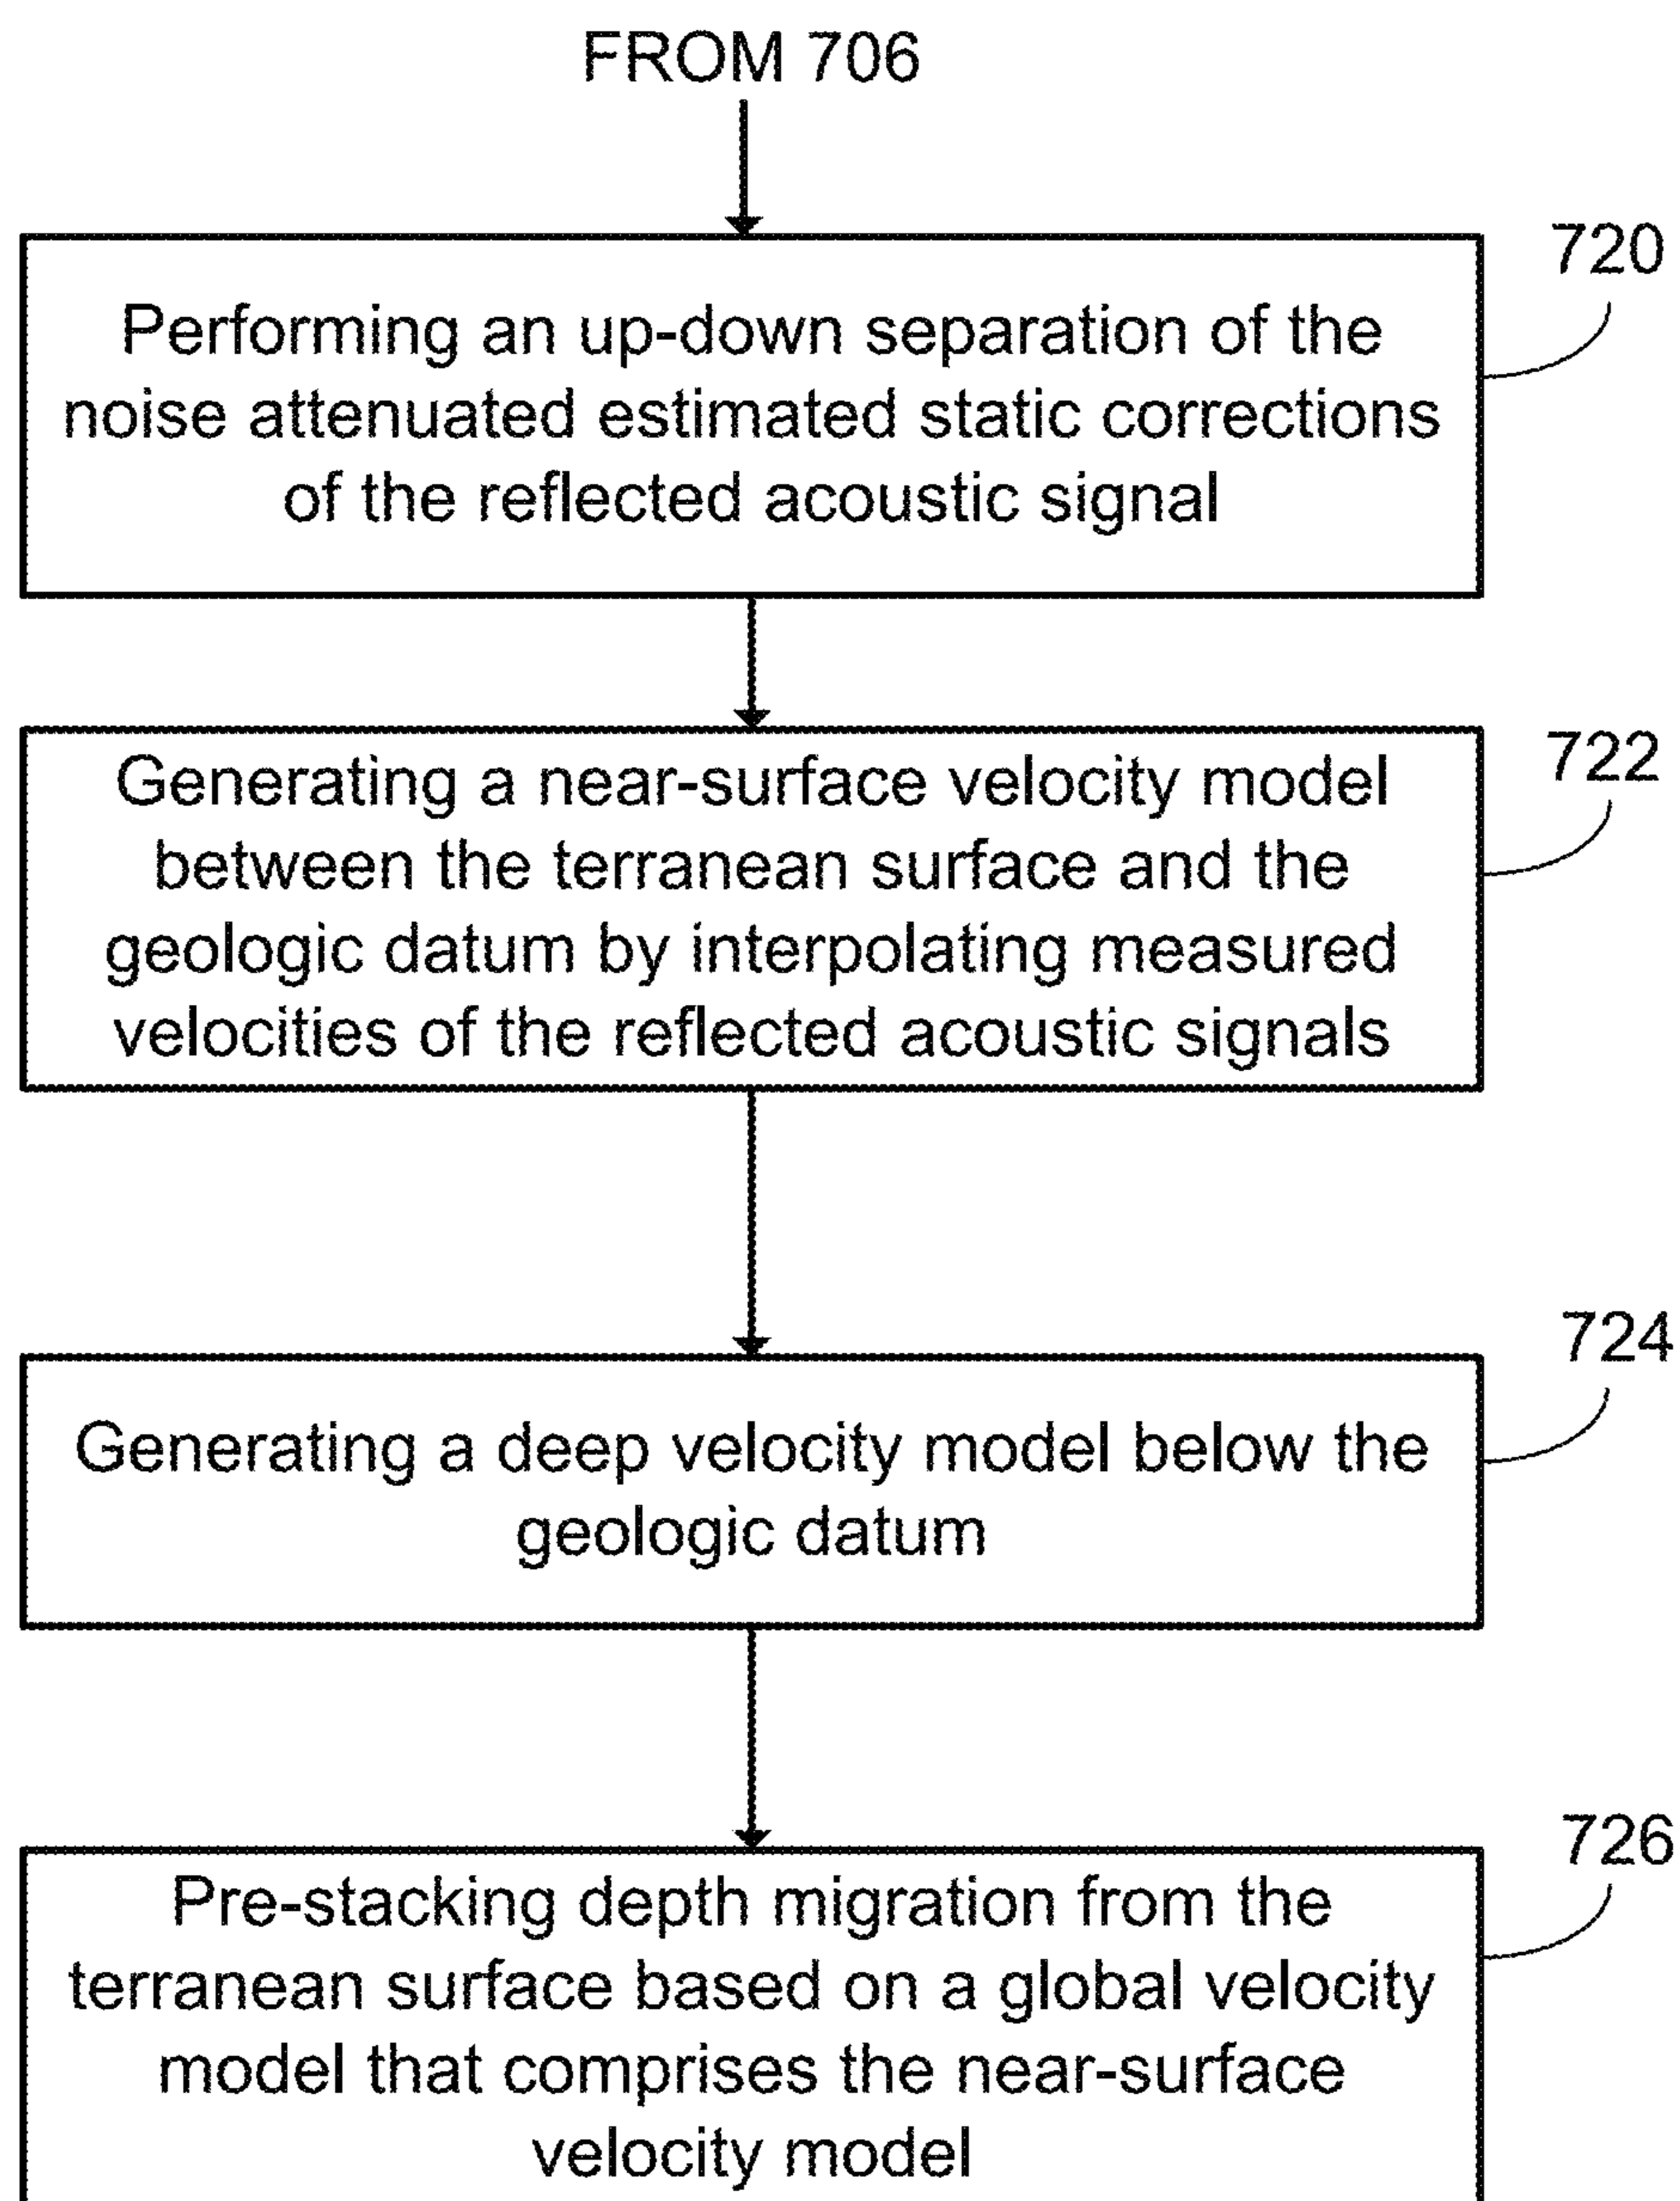 FROM 706
720
Performing an up-down separation of the
noise attenuated estimated static corrections
of the reflected acoustic signal
722
Generating a near-surface velocity model
between the terranean surface and the
geologic datum by interpolating measured
velocities of the reflected acoustic signals
724
Generating a deep velocity model below the
geologic datum
726
Pre-stacking depth migration from the
terranean surface based on a global velocity
model that comprises the near-surface
velocity model